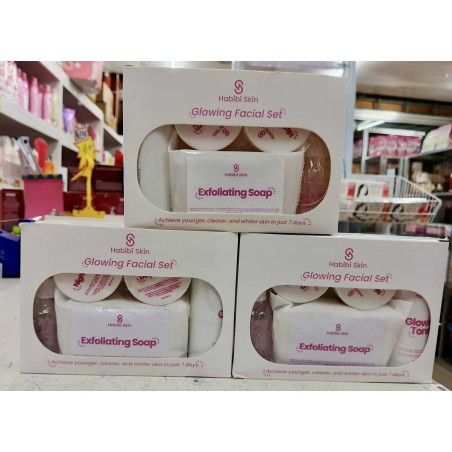 Habibi Skin
Glowing Facial Set
Habibi Skin
Exfoliating Soap
Achieve younger, clearer, and whiter skin in just 7 days.
Habibi Skin
Glowing Facial Set
Habibi Skin
Exfoliating Soap
Achieve younger, clearer, and whiter skin in just 7 days.
Habibi Skin
Glowing Facial Set
Habibi Skin
Exfoliating Soap
Achieve younger, clearer, and whiter skin in just 7 days.